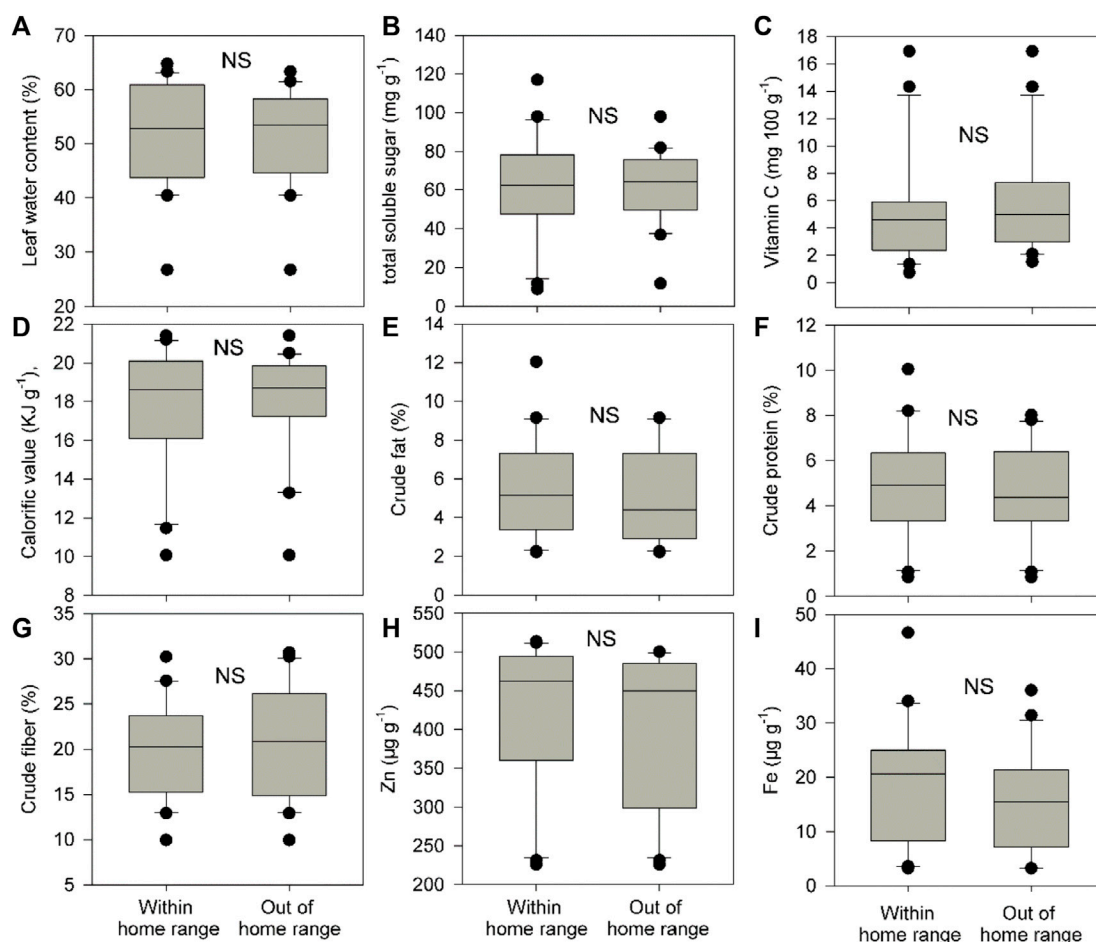 A
Leaf water content (%)
70
60
50
40
30
20
NS
B
total soluble sugar (mg g⁻¹)
140
120
100
80
60
40
20
0
NS
C
Vitamin C (mg 100 g⁻¹)
18
16
14
12
10
8
6
4
2
0
NS
D
Calorific value (KJ g⁻¹),
22
20
18
16
14
12
10
8
NS
E
Crude fat (%)
14
12
10
8
6
4
2
0
NS
F
Crude protein (%)
12
10
8
6
4
2
0
NS
G
Crude fiber (%)
35
30
25
20
15
10
5
NS
Within
home range
Out of
home range
H
Zn (µg g⁻¹)
550
500
450
400
350
300
250
200
NS
Within
home range
Out of
home range
I
Fe (µg g⁻¹)
50
40
30
20
10
0
NS
Within
home range
Out of
home range